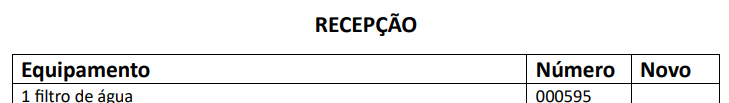 RECEPÇÃO
Equipamento Número Novo
1 filtro de água 000595